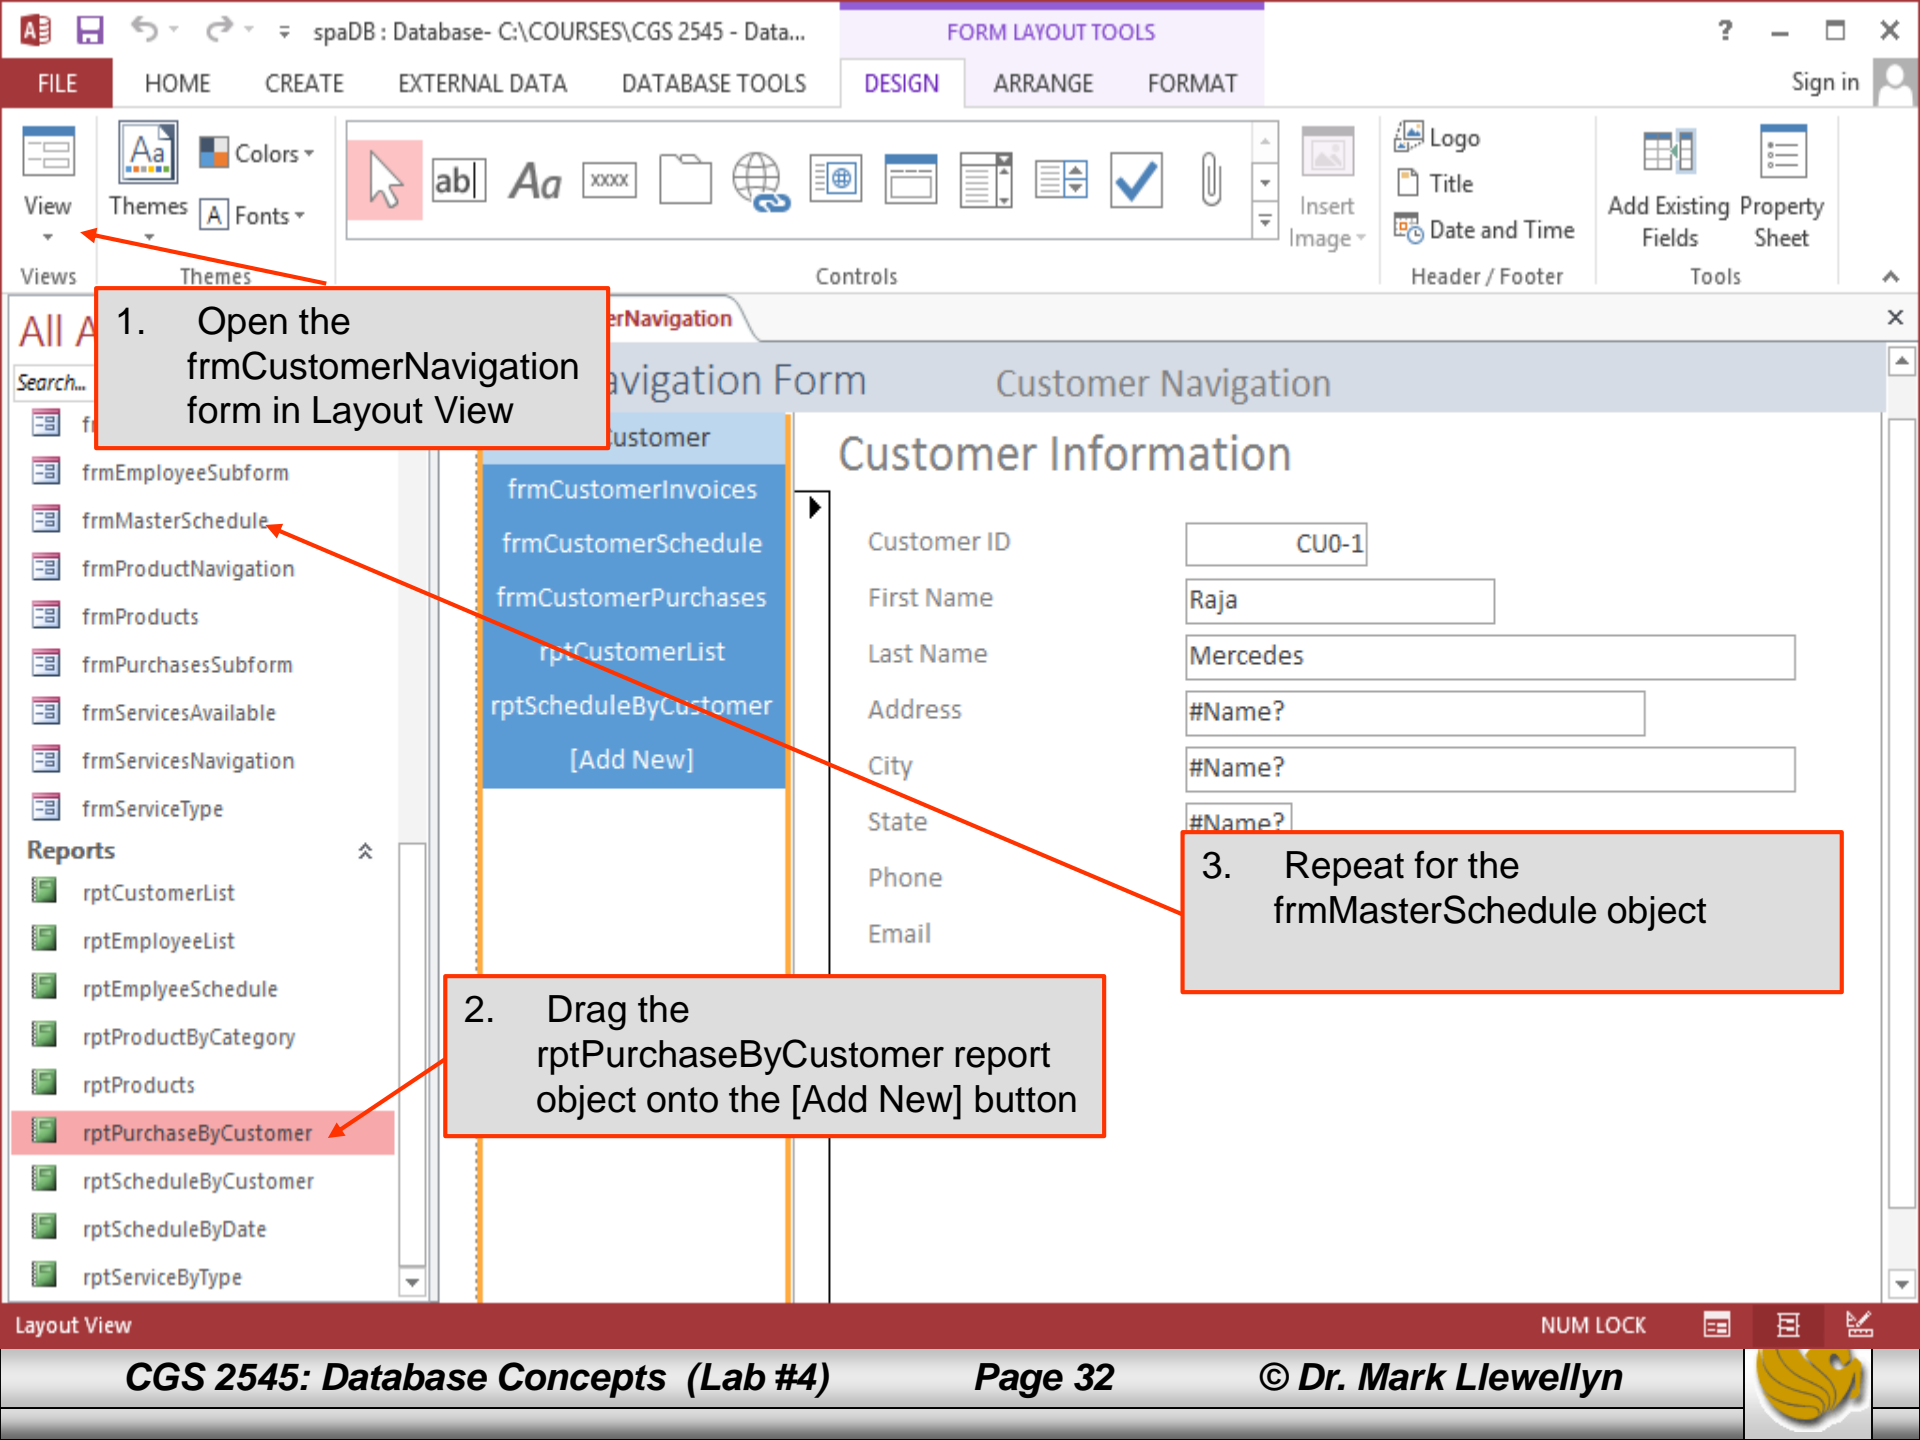 spaDB : Database- C:\COURSES\CGS 2545 - Data...
FORM LAYOUT TOOLS
?
FILE HOME CREATE EXTERNAL DATA DATABASE TOOLS DESIGN ARRANGE FORMAT Sign in
View
Themes
Aa
Colors
A Fonts
ab
Aa
xxxx
Insert Image
Logo
Title
Date and Time
Add Existing Fields
Property Sheet
Views Themes Controls Header / Footer Tools
1. Open the
frmCustomerNavigation
form in Layout View
All A
Search...
erNavigation
avigation Form
Customer Navigation
f
frmEmployeeSubform
frmMasterSchedule
frmProductNavigation
frmProducts
frmPurchasesSubform
frmServicesAvailable
frmServicesNavigation
frmServiceType
Reports
rptCustomerList
rptEmployeeList
rptEmplyeeSchedule
rptProductByCategory
rptProducts
rptPurchaseByCustomer
rptScheduleByCustomer
rptScheduleByDate
rptServiceByType
ustomer
frmCustomerInvoices
frmCustomerSchedule
frmCustomerPurchases
rptCustomerList
rptScheduleByCustomer
[Add New]
Customer Information
Customer ID CU0-1
First Name Raja
Last Name Mercedes
Address #Name?
City #Name?
State #Name?
Phone
Email
3. Repeat for the
frmMasterSchedule object
2. Drag the
rptPurchaseByCustomer report
object onto the [Add New] button
Layout View NUM LOCK
CGS 2545: Database Concepts (Lab #4) Page 32 © Dr. Mark Llewellyn